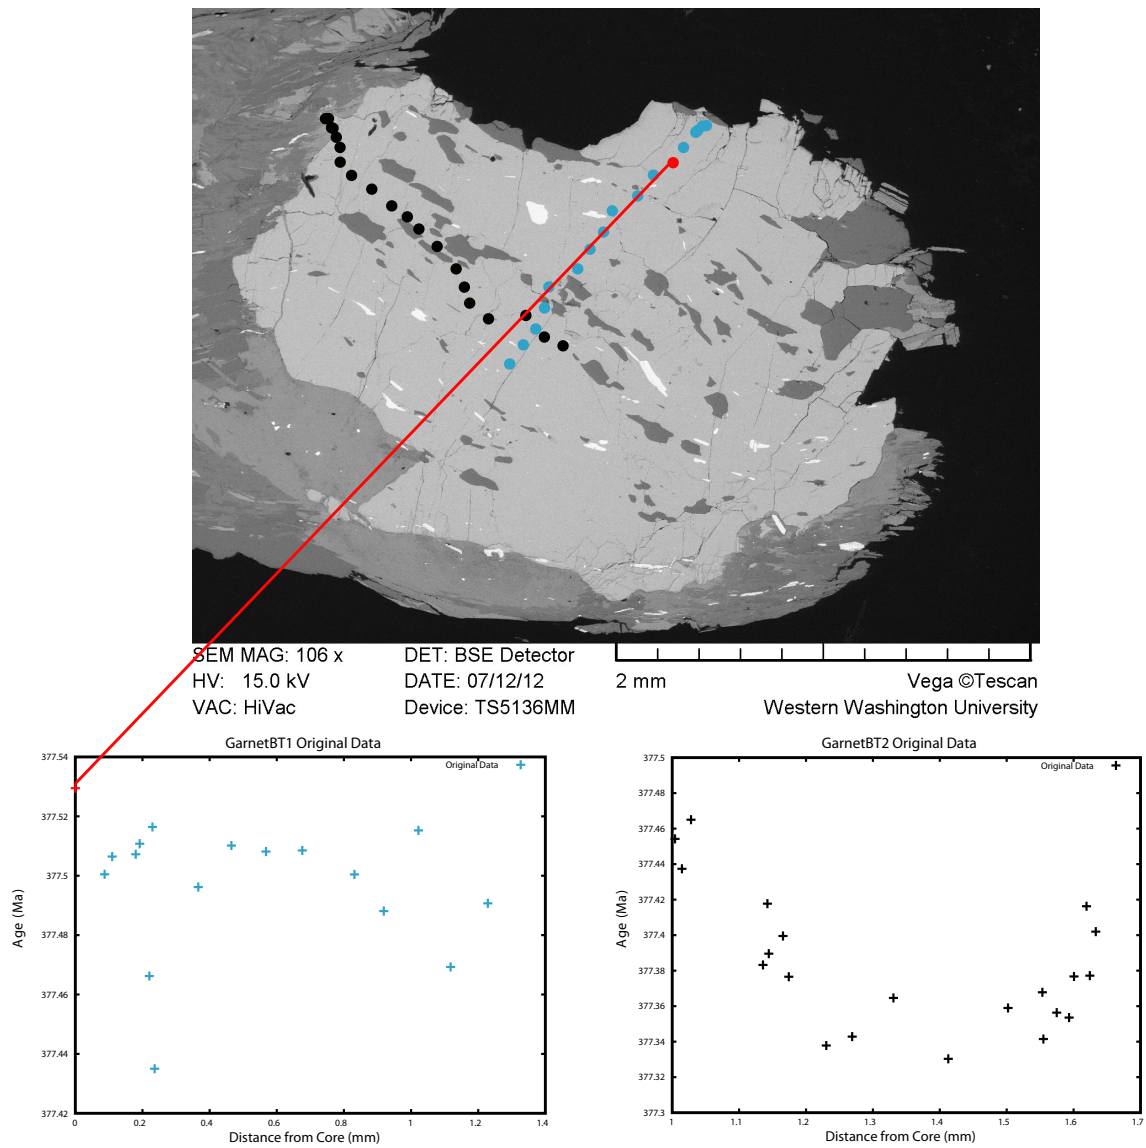 SEM MAG: 106 x DET: BSE Detector
HV: 15.0 kV DATE: 07/12/12 2 mm Vega ©Tescan
VAC: HiVac Device: TS5136MM Western Washington University
GarnetBT1 Original Data
Original Data
377.54
377.52
377.5
377.48
377.46
377.44
377.42
Age (Ma)
0 0.2 0.4 0.6 0.8 1 1.2 1.4
Distance from Core (mm)
GarnetBT2 Original Data
Original Data
377.5
377.48
377.46
377.44
377.42
377.4
377.38
377.36
377.34
377.32
377.3
Age (Ma)
1 1.1 1.2 1.3 1.4 1.5 1.6 1.7
Distance from Core (mm)